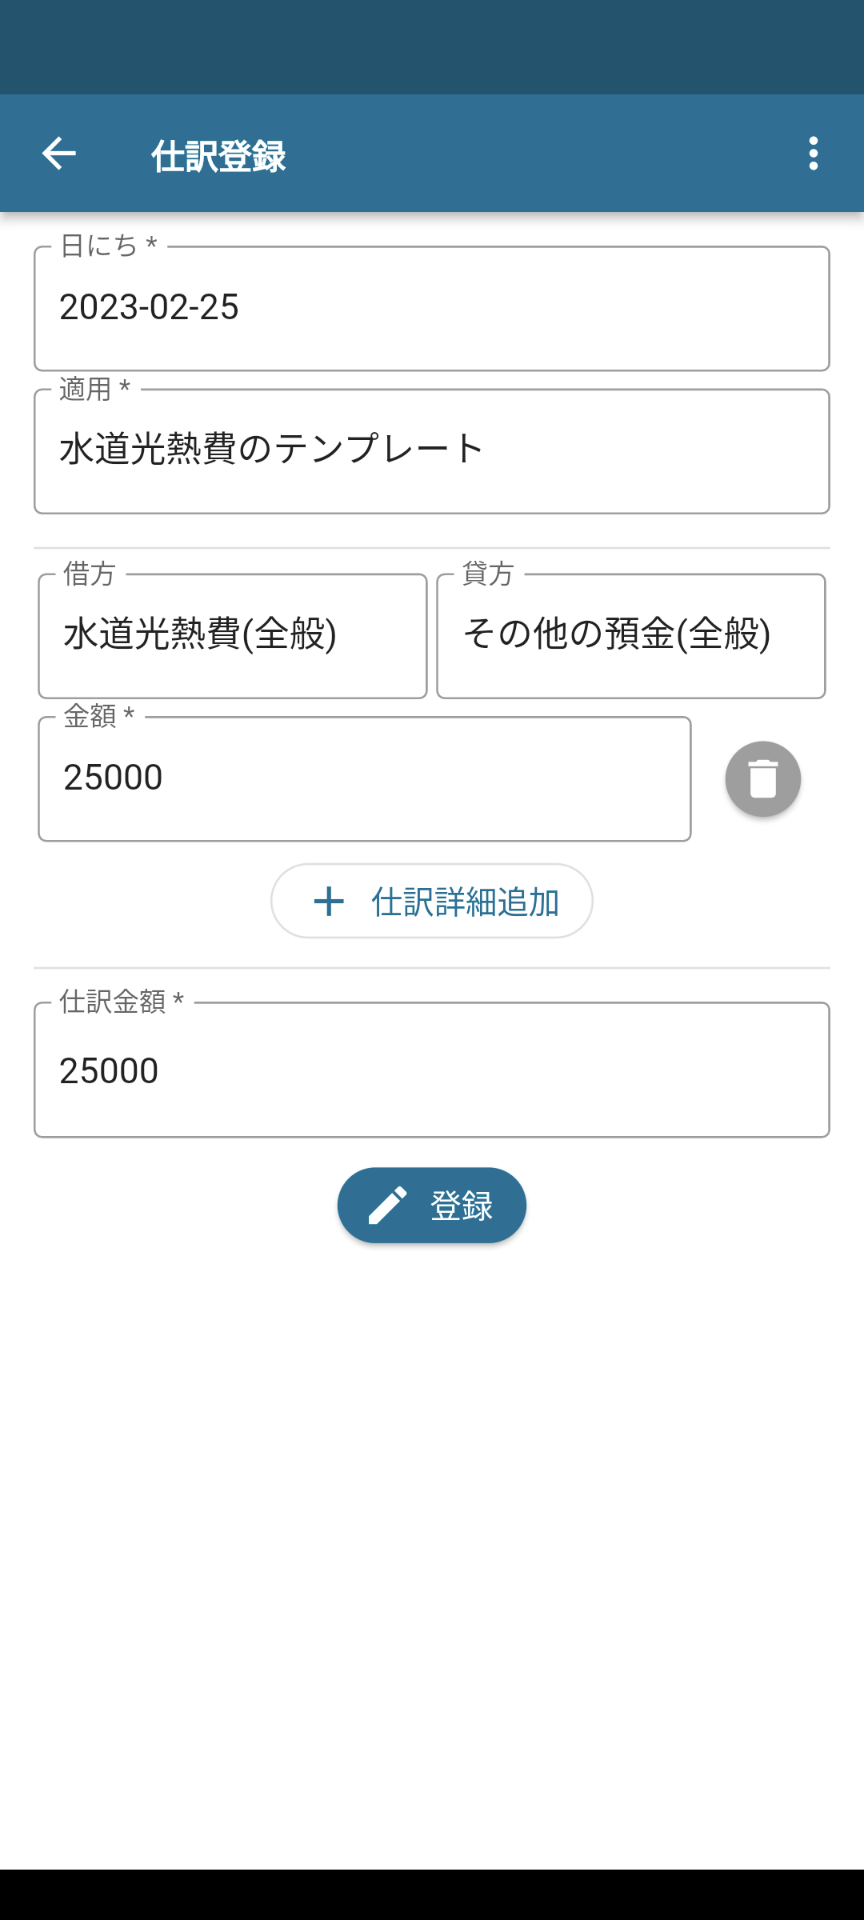 仕訳登録
日にち *
2023-02-25
適用 *
水道光熱費のテンプレート
借方
貸方
水道光熱費(全般)
その他の預金(全般)
金額 *
25000
仕訳詳細追加
仕訳金額 *
25000
登録